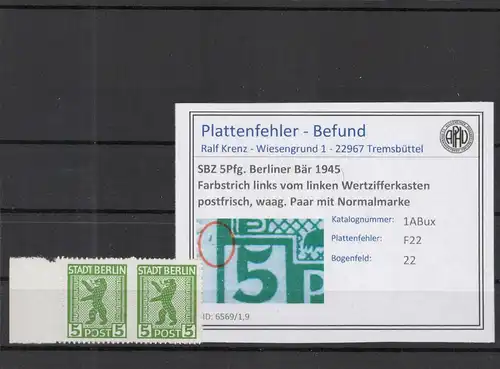 Plattenfehler - Befund
Ralf Krenz - Wiesengrund 1 - 22967 Tremsbüttel
SBZ 5Pfg. Berliner Bär 1945
Farbstrich links vom linken Wertzifferkasten
postfrisch, waag. Paar mit Normalmarke
Katalognummer: 1ABux
Plattenfehler: F22
Bogenfeld: 22
5
ID: 6569/1,9
STADT BERLIN
5 POST 5
STADT BERLIN
5 POST 5